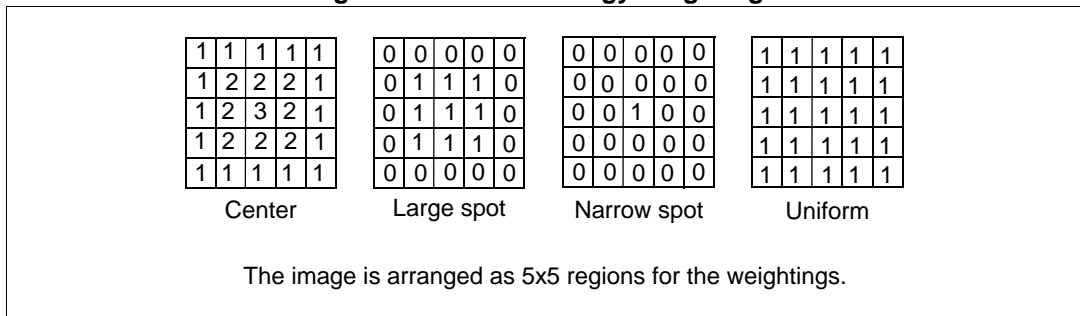 1 1 1 1 1
1 2 2 2 1
1 2 3 2 1
1 2 2 2 1
1 1 1 1 1
Center
0 0 0 0 0
0 1 1 1 0
0 1 1 1 0
0 1 1 1 0
0 0 0 0 0
Large spot
0 0 0 0 0
0 0 0 0 0
0 0 1 0 0
0 0 0 0 0
0 0 0 0 0
Narrow spot
1 1 1 1 1
1 1 1 1 1
1 1 1 1 1
1 1 1 1 1
1 1 1 1 1
Uniform
The image is arranged as 5x5 regions for the weightings.